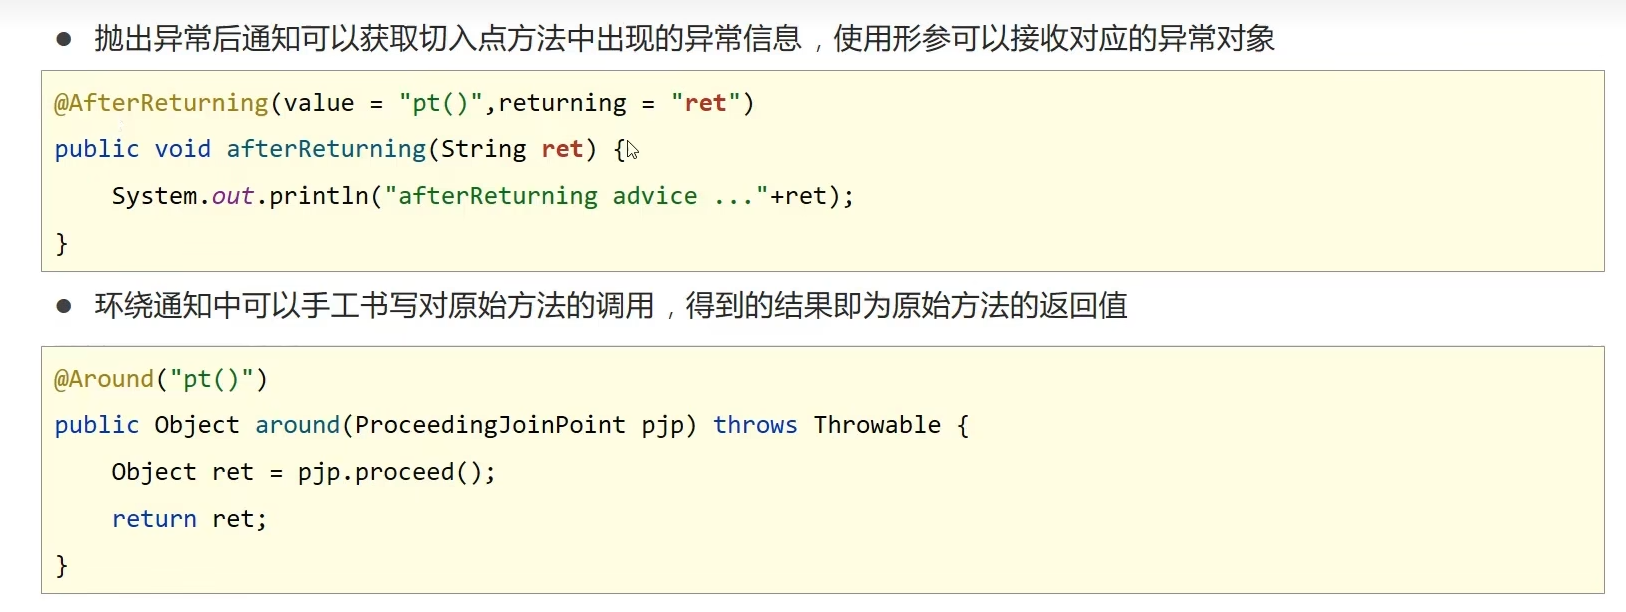 ● 抛出异常后通知可以获取切入点方法中出现的异常信息，使用形参可以接收对应的异常对象
@AfterReturning(value = "pt()",returning = "ret")
public void afterReturning(String ret) {
    System.out.println("afterReturning advice ..."+ret);
}
● 环绕通知中可以手工书写对原始方法的调用，得到的结果即为原始方法的返回值
@Around("pt()")
public Object around(ProceedingJoinPoint pjp) throws Throwable {
    Object ret = pjp.proceed();
    return ret;
}